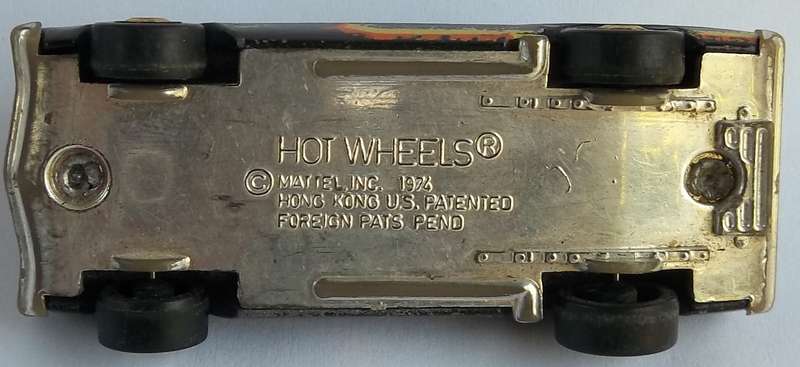 HOT WHEELS®
© MATTEL, INC. 1974
HONG KONG U.S. PATENTED
FOREIGN PATS PEND